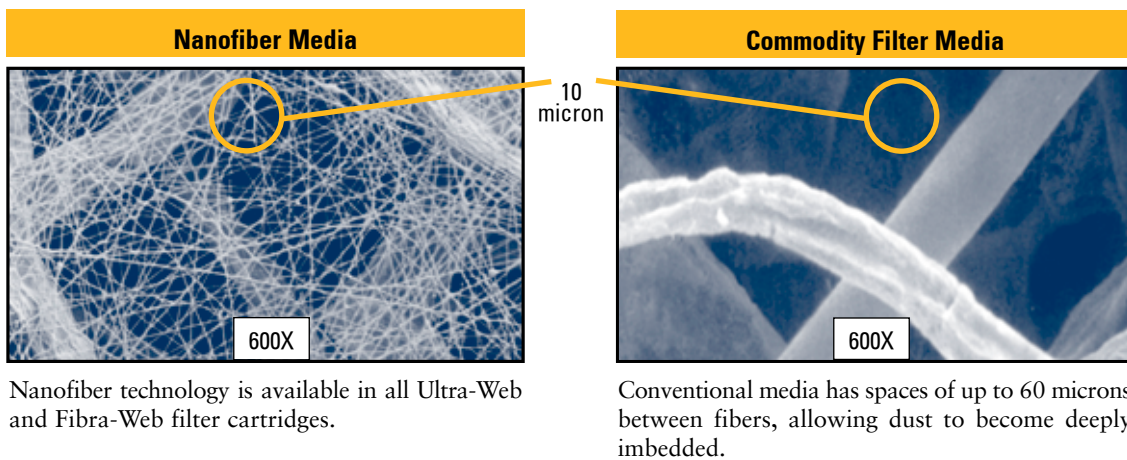 Nanofiber Media
Commodity Filter Media
10
micron
600X
600X
Nanofiber technology is available in all Ultra-Web
and Fibra-Web filter cartridges.
Conventional media has spaces of up to 60 microns
between fibers, allowing dust to become deeply
imbedded.